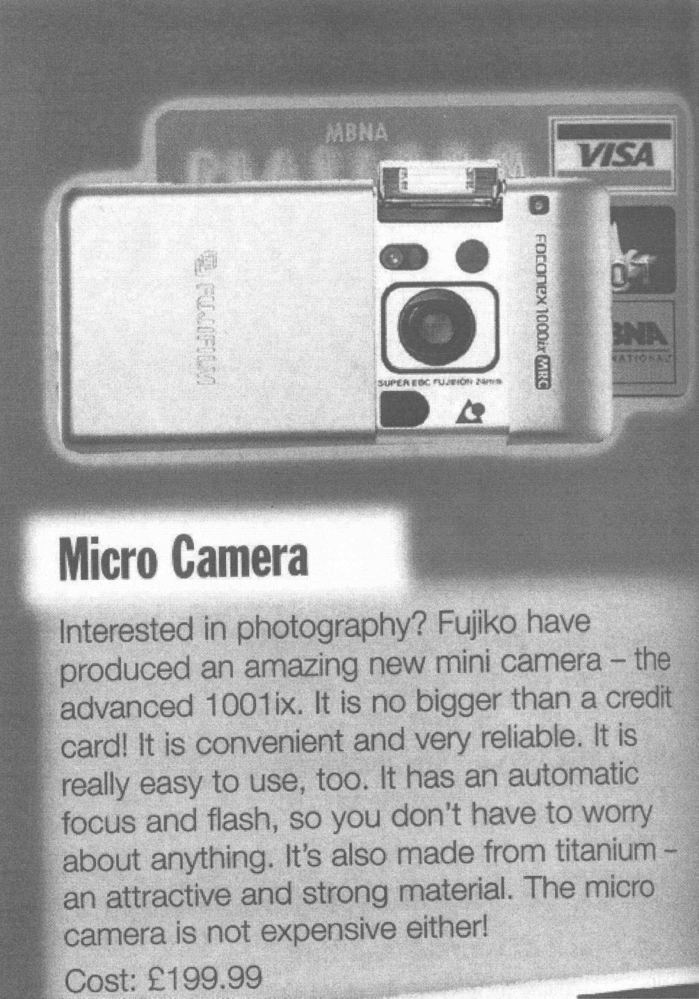 MBNA
VISA
FUJIFILM
FOTONEX 1000ix MRC
BNA
SUPER EBC FUJINON 24mm
Micro Camera
Interested in photography? Fujiko have
produced an amazing new mini camera – the
advanced 1001ix. It is no bigger than a credit
card! It is convenient and very reliable. It is
really easy to use, too. It has an automatic
focus and flash, so you don't have to worry
about anything. It's also made from titanium –
an attractive and strong material. The micro
camera is not expensive either!
Cost: £199.99